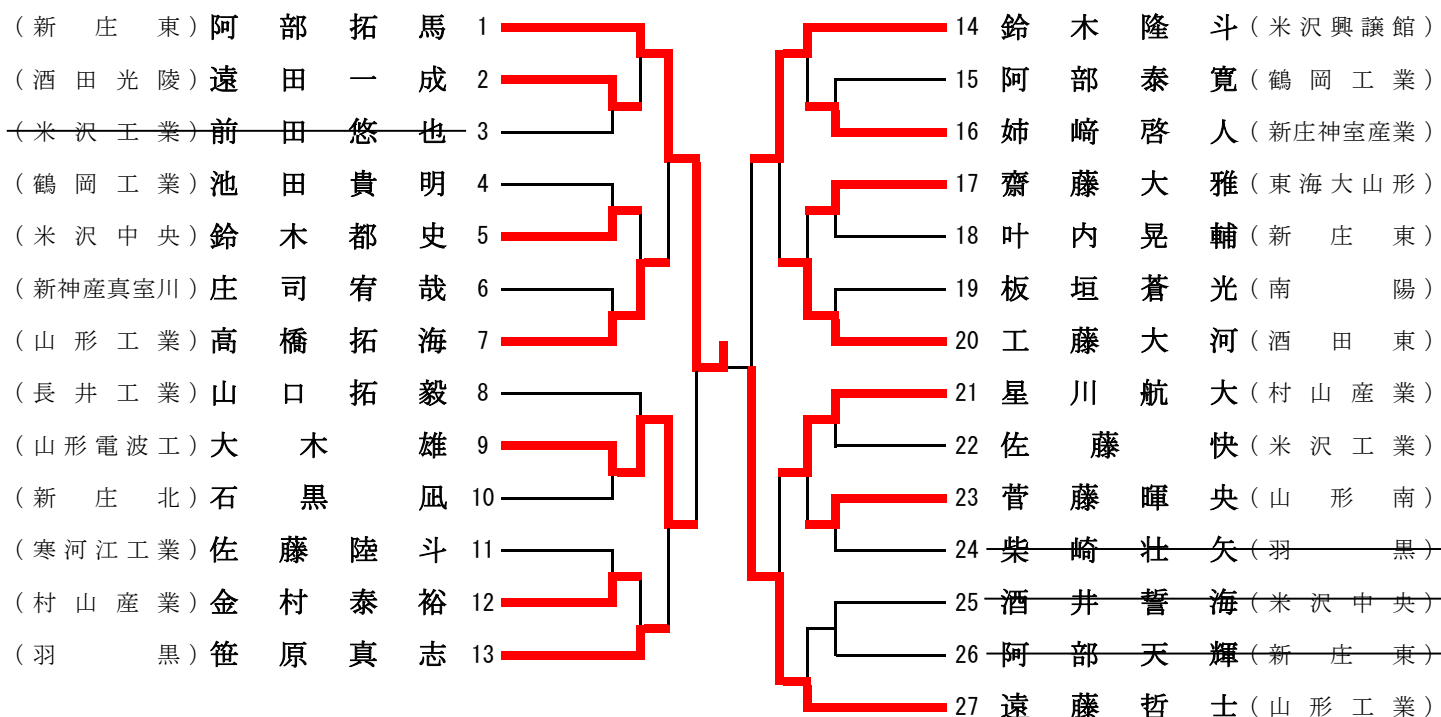 (新庄東) 阿部拓馬 1
(酒田光陵) 遠田一成 2
(米沢工業) 前田悠也 3
(鶴岡工業) 池田貴明 4
(米沢中央) 鈴木都史 5
(新神産真室川) 庄司宥哉 6
(山形工業) 高橋拓海 7
(長井工業) 山口拓毅 8
(山形電波工) 大木雄 9
(新庄北) 石黒凪 10
(寒河江工業) 佐藤陸斗 11
(村山産業) 金村泰裕 12
(羽黒) 笹原真志 13
14 鈴木隆斗 (米沢興譲館)
15 阿部泰寛 (鶴岡工業)
16 姉﨑啓人 (新庄神室産業)
17 齋藤大雅 (東海大山形)
18 叶内晃輔 (新庄東)
19 板垣蒼光 (南陽)
20 工藤大河 (酒田東)
21 星川航大 (村山産業)
22 佐藤快 (米沢工業)
23 菅藤暉央 (山形南)
24 柴崎壮矢 (羽黒)
25 酒井誓海 (米沢中央)
26 阿部天輝 (新庄東)
27 遠藤哲士 (山形工業)